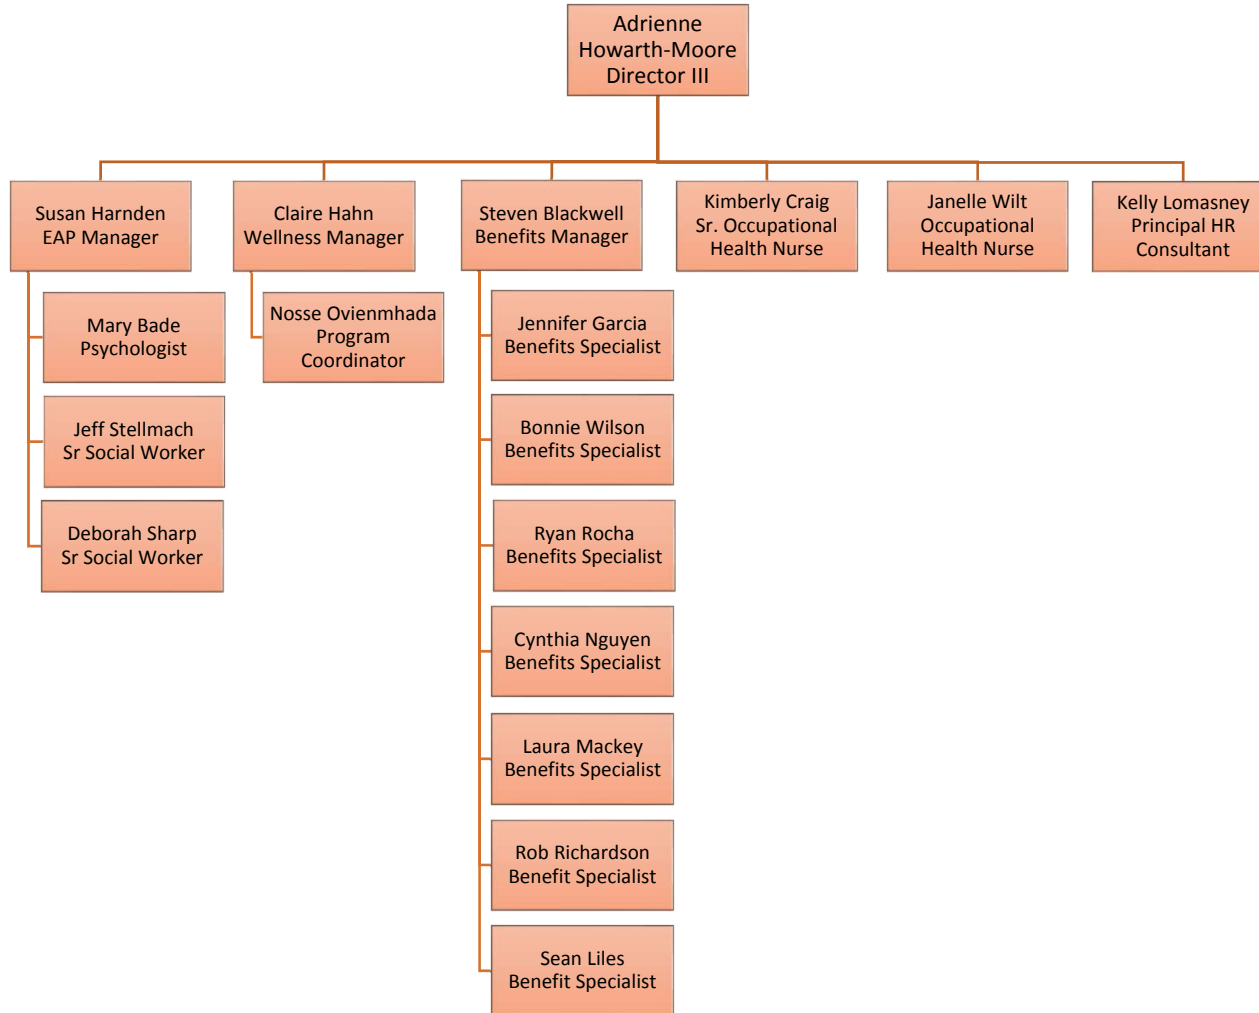 Adrienne
Howarth-Moore
Director III
Susan Harnden
EAP Manager
Claire Hahn
Wellness Manager
Steven Blackwell
Benefits Manager
Kimberly Craig
Sr. Occupational
Health Nurse
Janelle Wilt
Occupational
Health Nurse
Kelly Lomasney
Principal HR
Consultant
Mary Bade
Psychologist
Jeff Stellmach
Sr Social Worker
Deborah Sharp
Sr Social Worker
Nosse Ovienmhada
Program
Coordinator
Jennifer Garcia
Benefits Specialist
Bonnie Wilson
Benefits Specialist
Ryan Rocha
Benefits Specialist
Cynthia Nguyen
Benefits Specialist
Laura Mackey
Benefits Specialist
Rob Richardson
Benefit Specialist
Sean Liles
Benefit Specialist